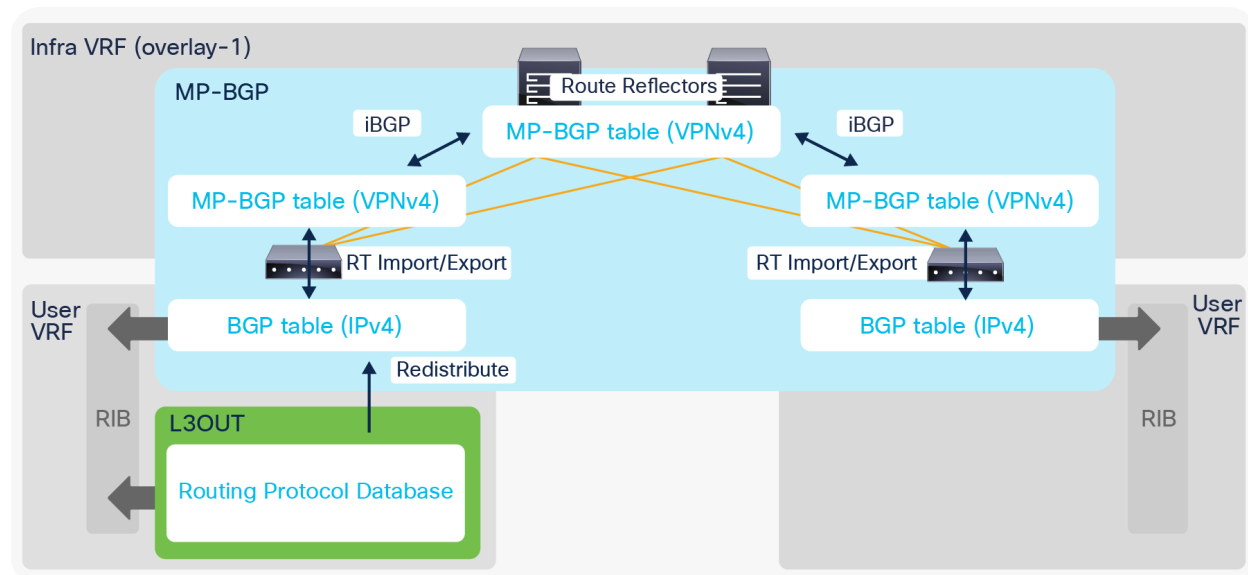 Infra VRF (overlay-1)
MP-BGP
Route Reflectors
iBGP
MP-BGP table (VPNv4)
iBGP
MP-BGP table (VPNv4)
MP-BGP table (VPNv4)
RT Import/Export
RT Import/Export
User
VRF
BGP table (IPv4)
BGP table (IPv4)
User
VRF
Redistribute
RIB
L3OUT
RIB
Routing Protocol Database